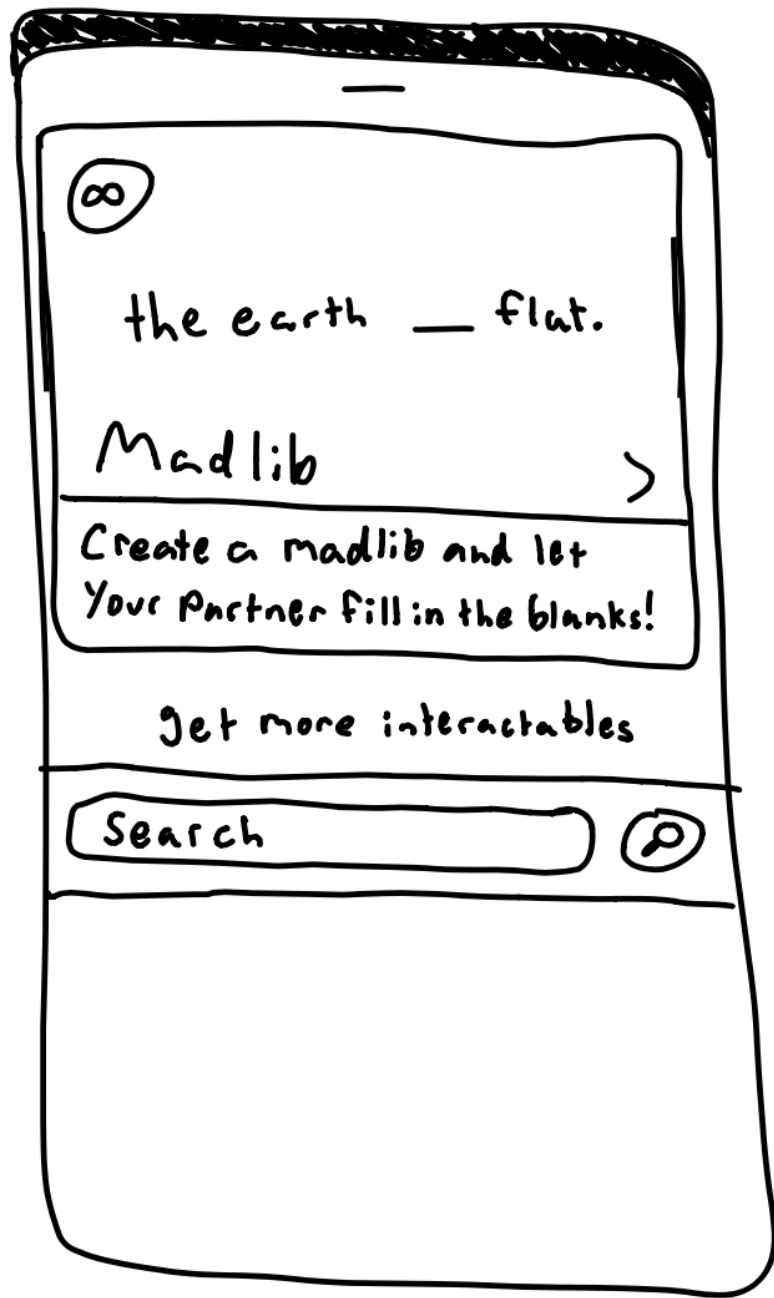 ∞
the earth __ flat.
Madlib >
Create a madlib and let
Your Partner fill in the blanks!
get more interactables
Search